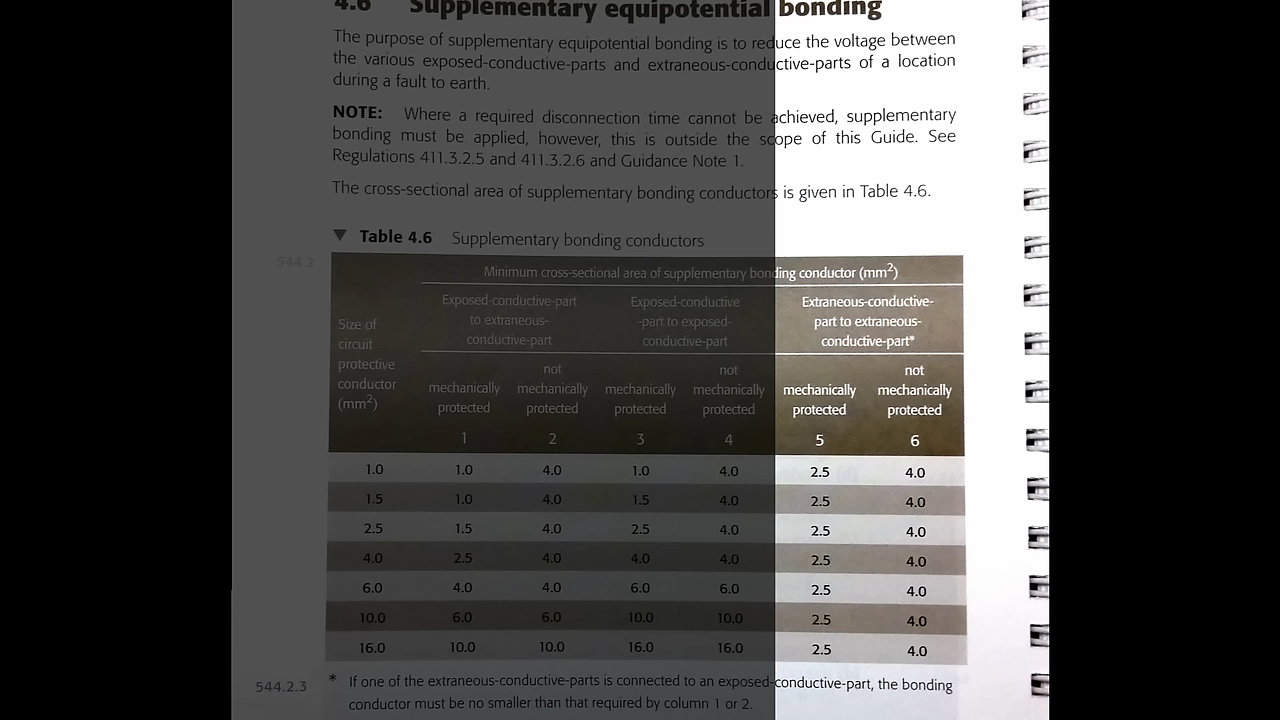 4.6 Supplementary equipotential bonding
The purpose of supplementary equipotential bonding is to reduce the voltage between
the various exposed-conductive-parts and extraneous-conductive-parts of a location
during a fault to earth.
NOTE: Where a required disconnection time cannot be achieved, supplementary
bonding must be applied, however this is outside the scope of this Guide. See
Regulations 411.3.2.5 and 411.3.2.6 and Guidance Note 1.
The cross-sectional area of supplementary bonding conductors is given in Table 4.6.
▼ Table 4.6 Supplementary bonding conductors
544.2
Minimum cross-sectional area of supplementary bonding conductor (mm²)
Size of
circuit
protective
conductor
(mm²)
Exposed-conductive-part
to extraneous-
conductive-part
Exposed-conductive
-part to exposed-
conductive-part
Extraneous-conductive-
part to extraneous-
conductive-part*
mechanically
protected
not
mechanically
protected
mechanically
protected
not
mechanically
protected
mechanically
protected
not
mechanically
protected
1 2 3 4 5 6
1.0 1.0 4.0 1.0 4.0 2.5 4.0
1.5 1.0 4.0 1.5 4.0 2.5 4.0
2.5 1.5 4.0 2.5 4.0 2.5 4.0
4.0 2.5 4.0 4.0 4.0 2.5 4.0
6.0 4.0 4.0 6.0 6.0 2.5 4.0
10.0 6.0 6.0 10.0 10.0 2.5 4.0
16.0 10.0 10.0 16.0 16.0 2.5 4.0
544.2.3
* If one of the extraneous-conductive-parts is connected to an exposed-conductive-part, the bonding
conductor must be no smaller than that required by column 1 or 2.